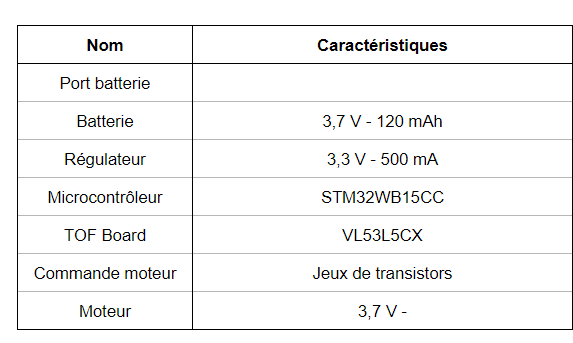 Nom Caractéristiques
Port batterie
Batterie 3,7 V - 120 mAh
Régulateur 3,3 V - 500 mA
Microcontrôleur STM32WB15CC
TOF Board VL53L5CX
Commande moteur Jeux de transistors
Moteur 3,7 V -